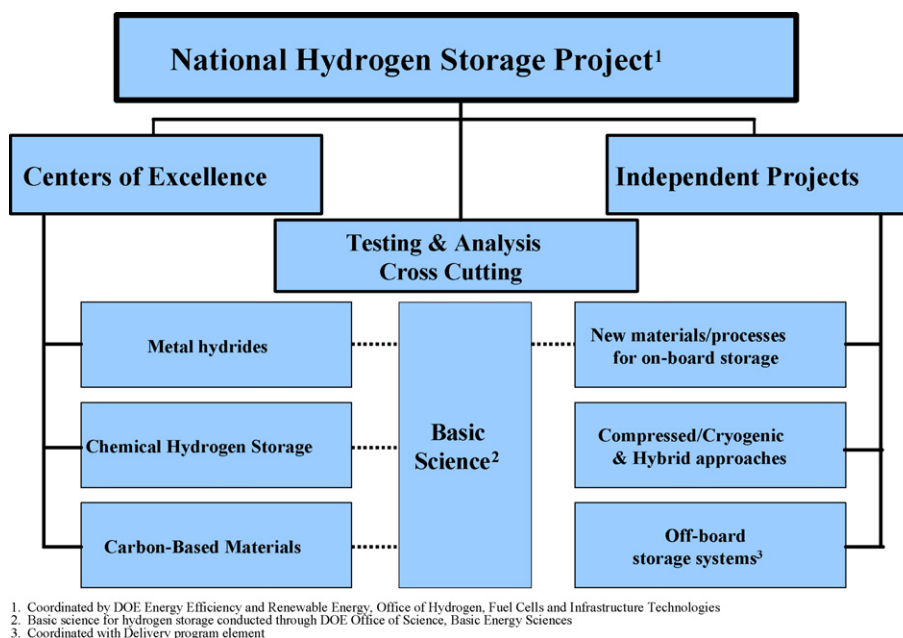 National Hydrogen Storage Project¹
Centers of Excellence
Independent Projects
Testing & Analysis
Cross Cutting
Metal hydrides
Chemical Hydrogen Storage
Carbon-Based Materials
Basic
Science²
New materials/processes
for on-board storage
Compressed/Cryogenic
& Hybrid approaches
Off-board
storage systems³
1. Coordinated by DOE Energy Efficiency and Renewable Energy, Office of Hydrogen, Fuel Cells and Infrastructure Technologies
2. Basic science for hydrogen storage conducted through DOE Office of Science, Basic Energy Sciences
3. Coordinated with Delivery program element